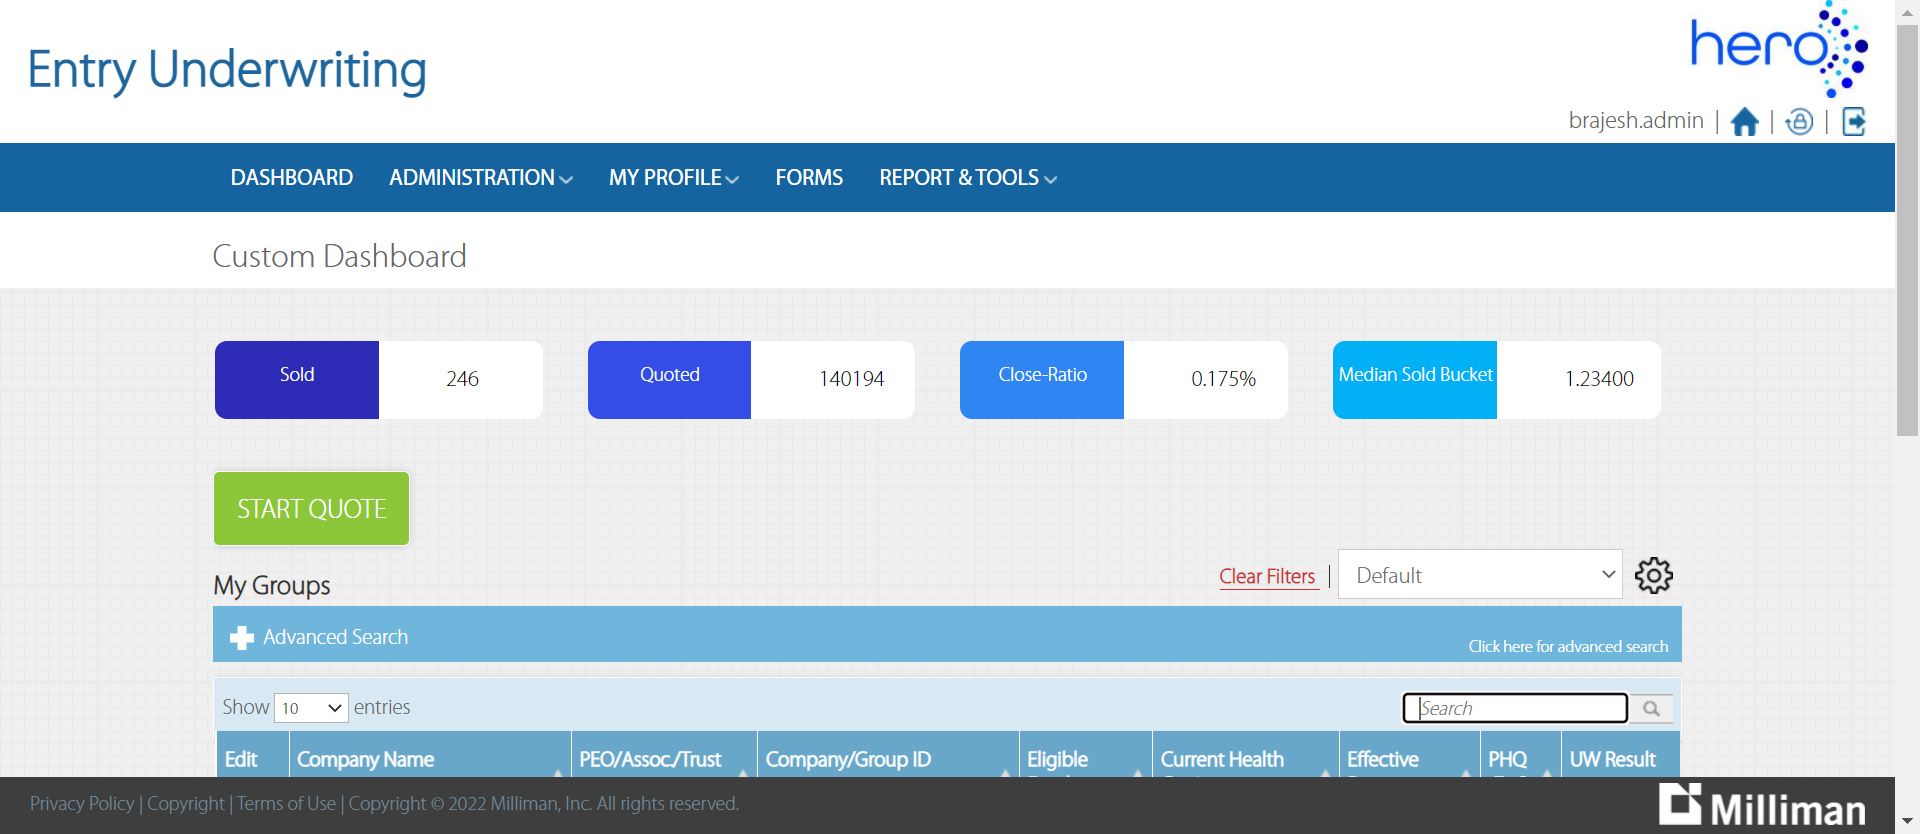 Entry Underwriting
hero
brajesh.admin | | |
DASHBOARD ADMINISTRATION MY PROFILE FORMS REPORT & TOOLS
Custom Dashboard
Sold 246 Quoted 140194 Close-Ratio 0.175% Median Sold Bucket 1.23400
START QUOTE
My Groups Clear Filters | Default
Advanced Search Click here for advanced search
Show 10 entries Search
Edit Company Name PEO/Assoc./Trust Company/Group ID Eligible Current Health Effective PHQ UW Result
Privacy Policy | Copyright | Terms of Use | Copyright © 2022 Milliman, Inc. All rights reserved. Milliman